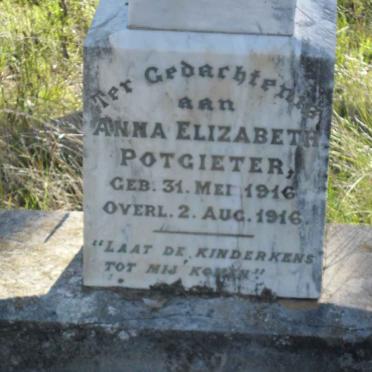 Ter Gedachtenis
aan
ANNA ELIZABETH
POTGIETER,
GEB. 31. MEI 1916
OVERL. 2. AUG. 1916.
"LAAT DE KINDERKENS
TOT MIJ KOMEN"